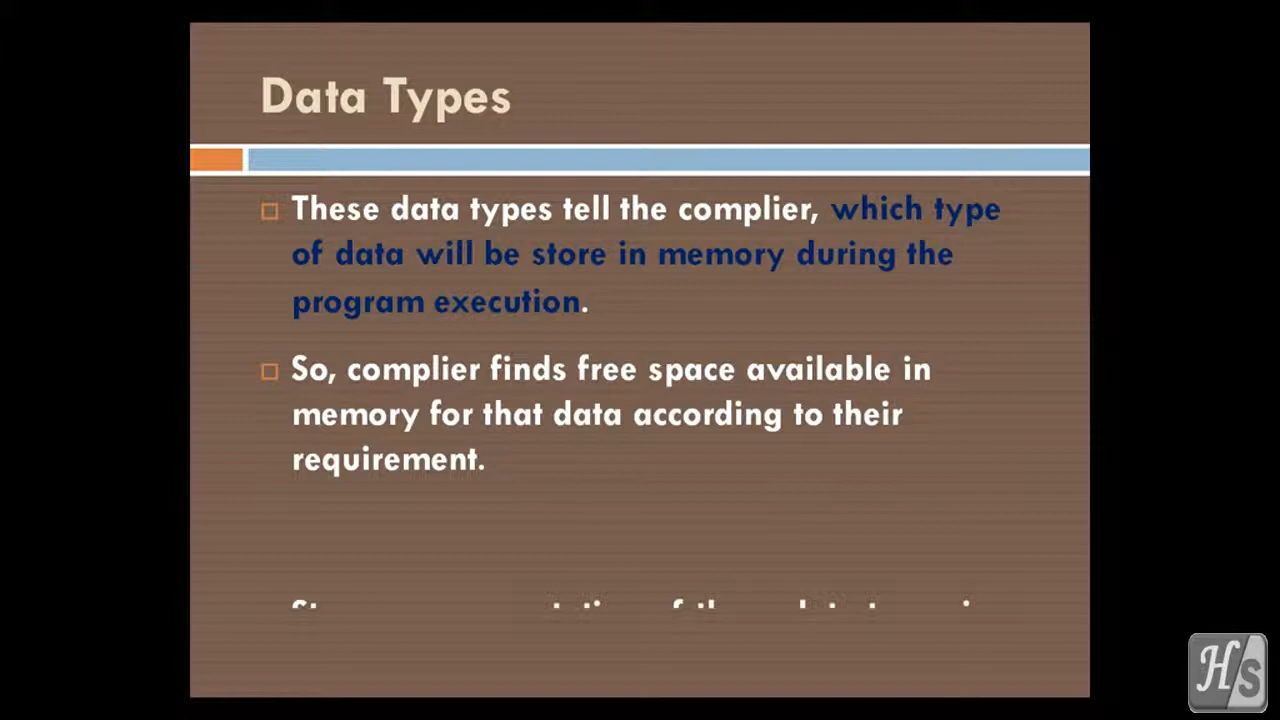 Data Types
These data types tell the complier, which type
of data will be store in memory during the
program execution.
So, complier finds free space available in
memory for that data according to their
requirement.
HS